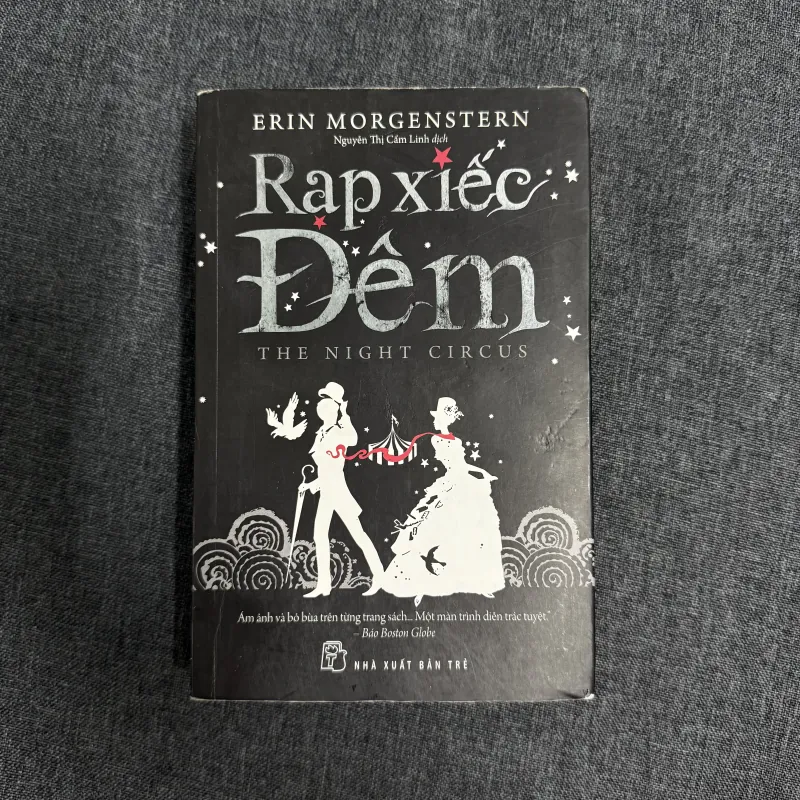 ERIN MORGENSTERN
Nguyễn Thị Cẩm Linh dịch
Rạp xiếc
Đêm
THE NIGHT CIRCUS
Ám ảnh và bỏ bùa trên từng trang sách... Một màn trình diễn trác tuyệt."
– Báo Boston Globe
NHÀ XUẤT BẢN TRẺ